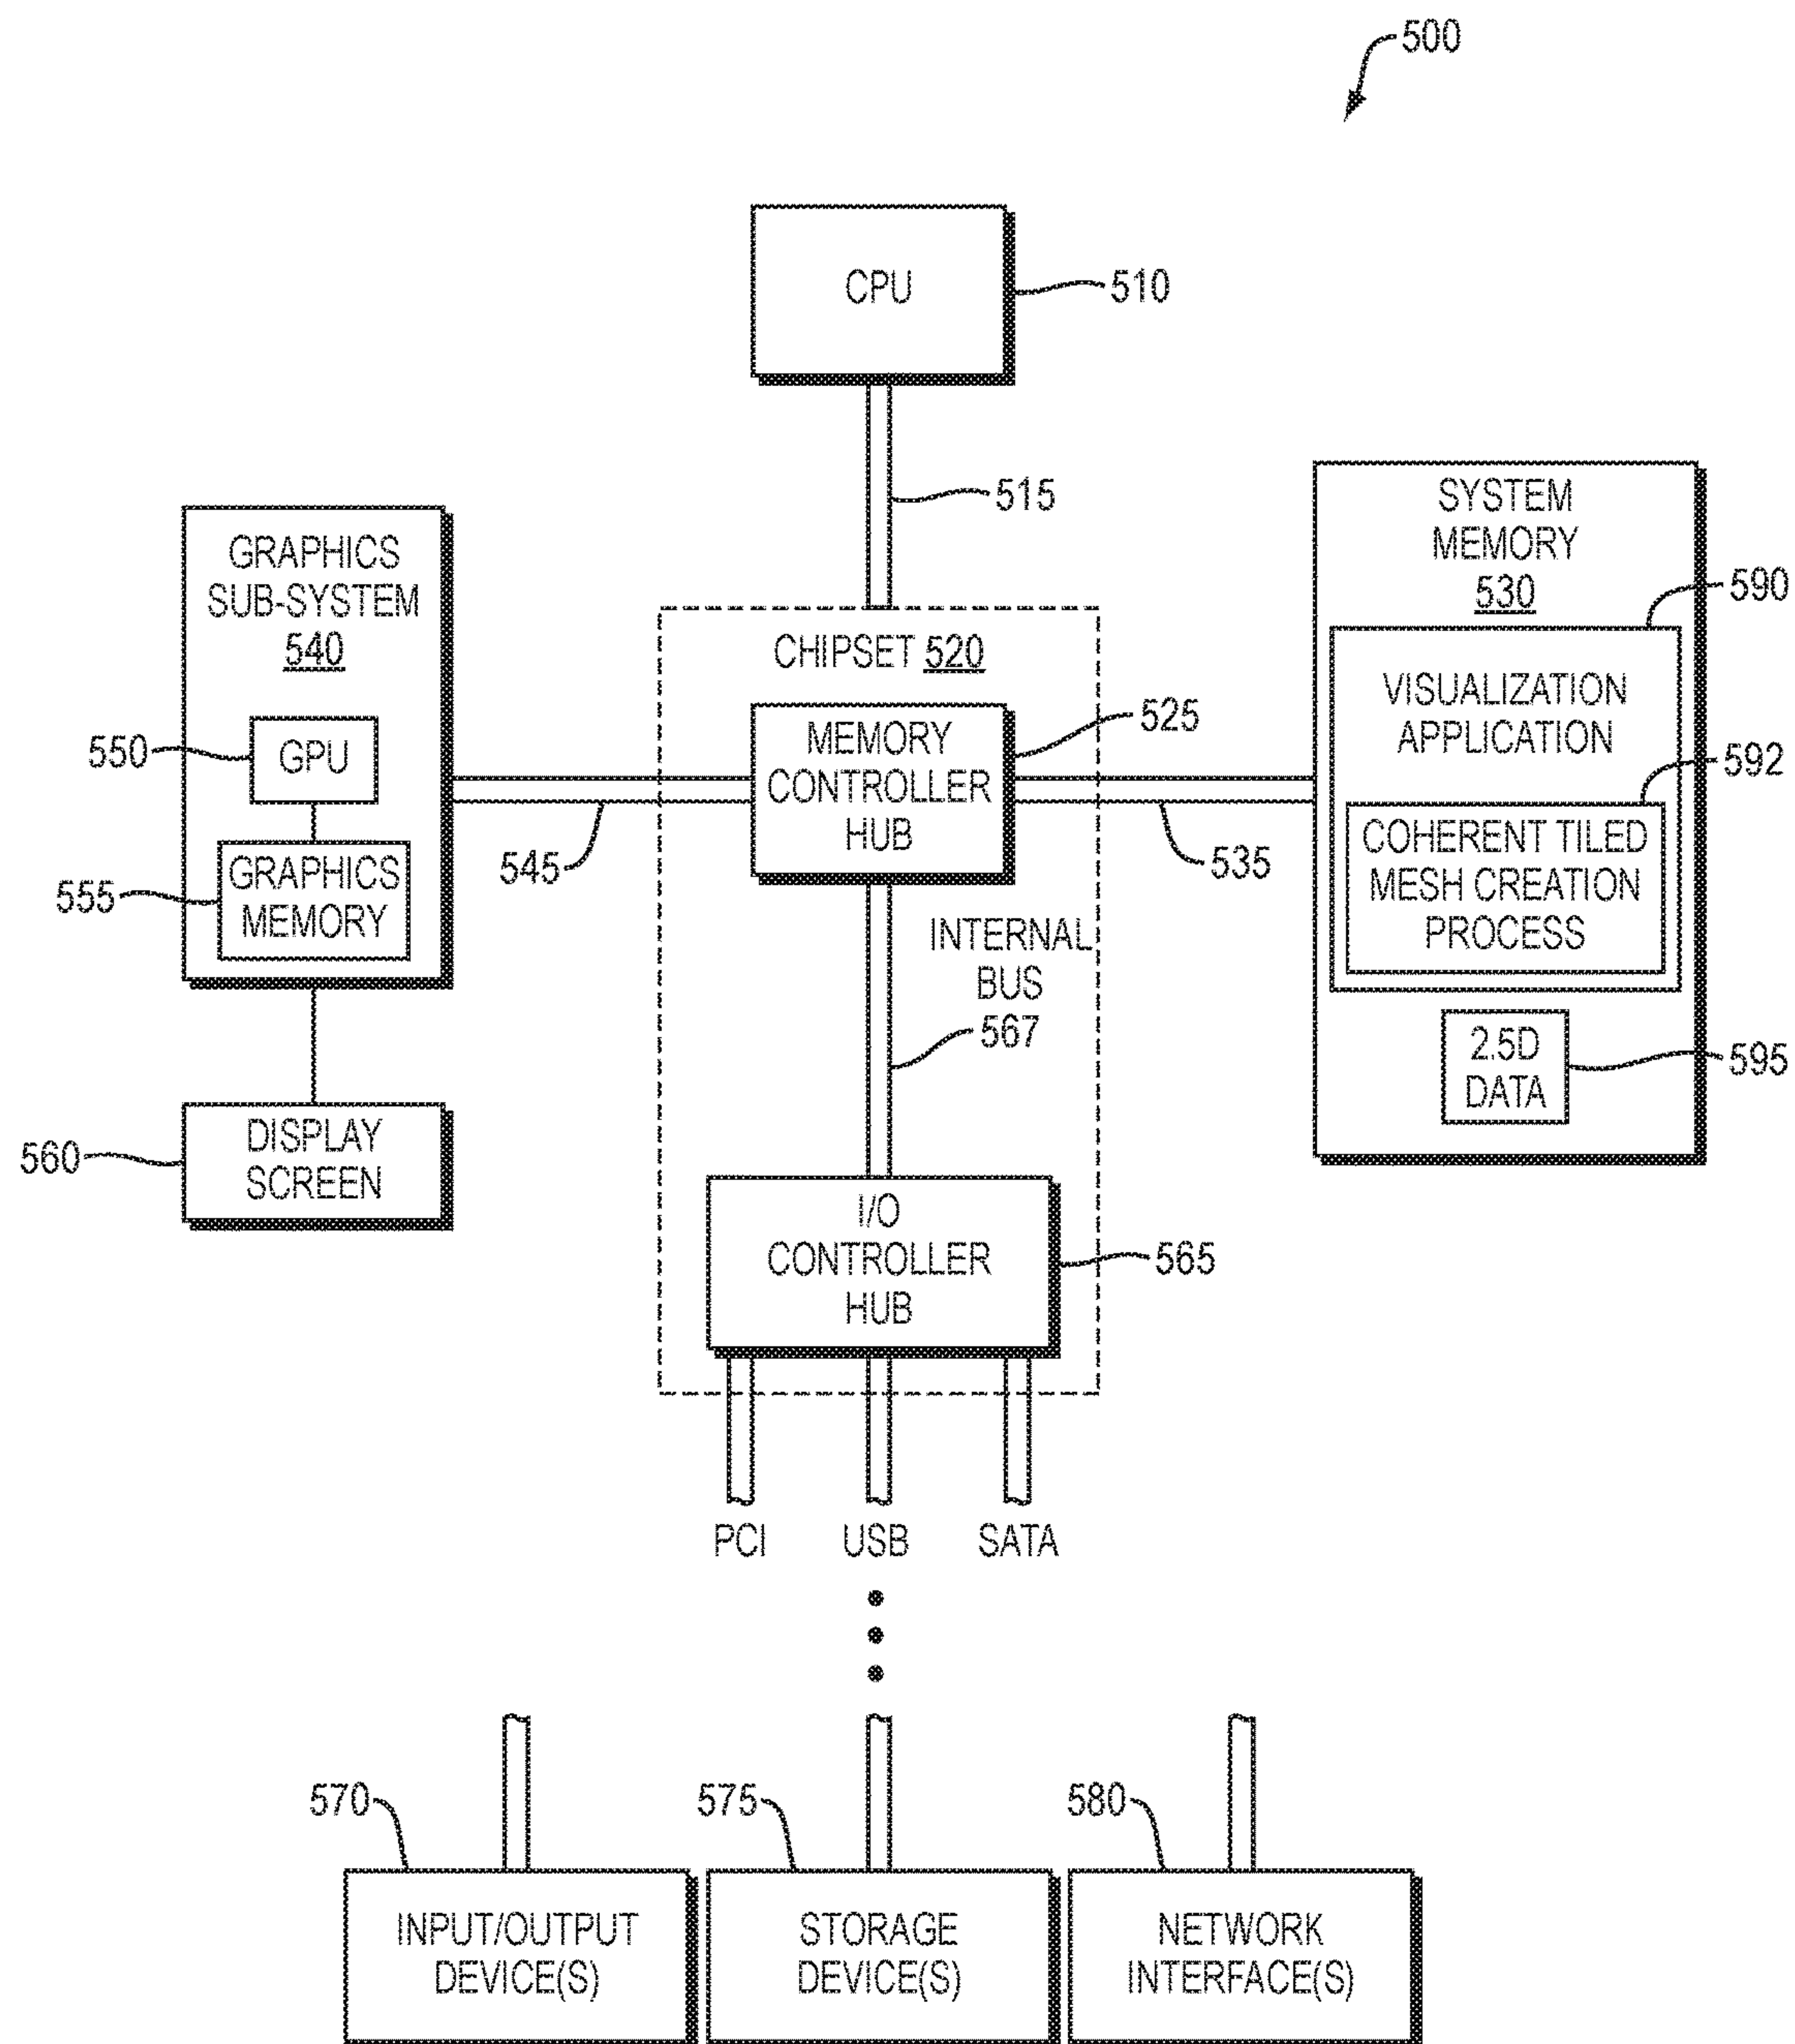 500
CPU
510
515
GRAPHICS
SUB-SYSTEM
540
550
GPU
555
GRAPHICS
MEMORY
545
CHIPSET 520
MEMORY
CONTROLLER
HUB
525
535
SYSTEM
MEMORY
530
590
VISUALIZATION
APPLICATION
592
COHERENT TILED
MESH CREATION
PROCESS
2.5D
DATA
595
INTERNAL
BUS
567
560
DISPLAY
SCREEN
I/O
CONTROLLER
HUB
565
PCI
USB
SATA
570
INPUT/OUTPUT
DEVICE(S)
575
STORAGE
DEVICE(S)
580
NETWORK
INTERFACE(S)